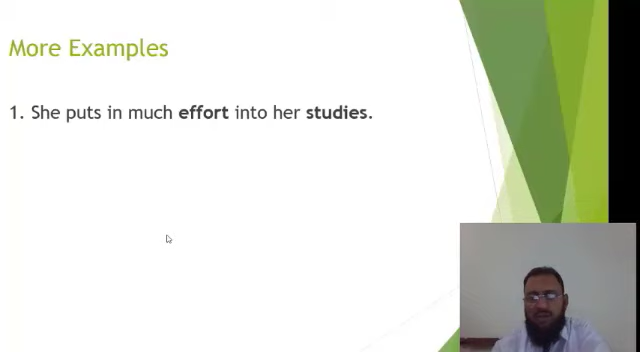 More Examples
1. She puts in much effort into her studies.